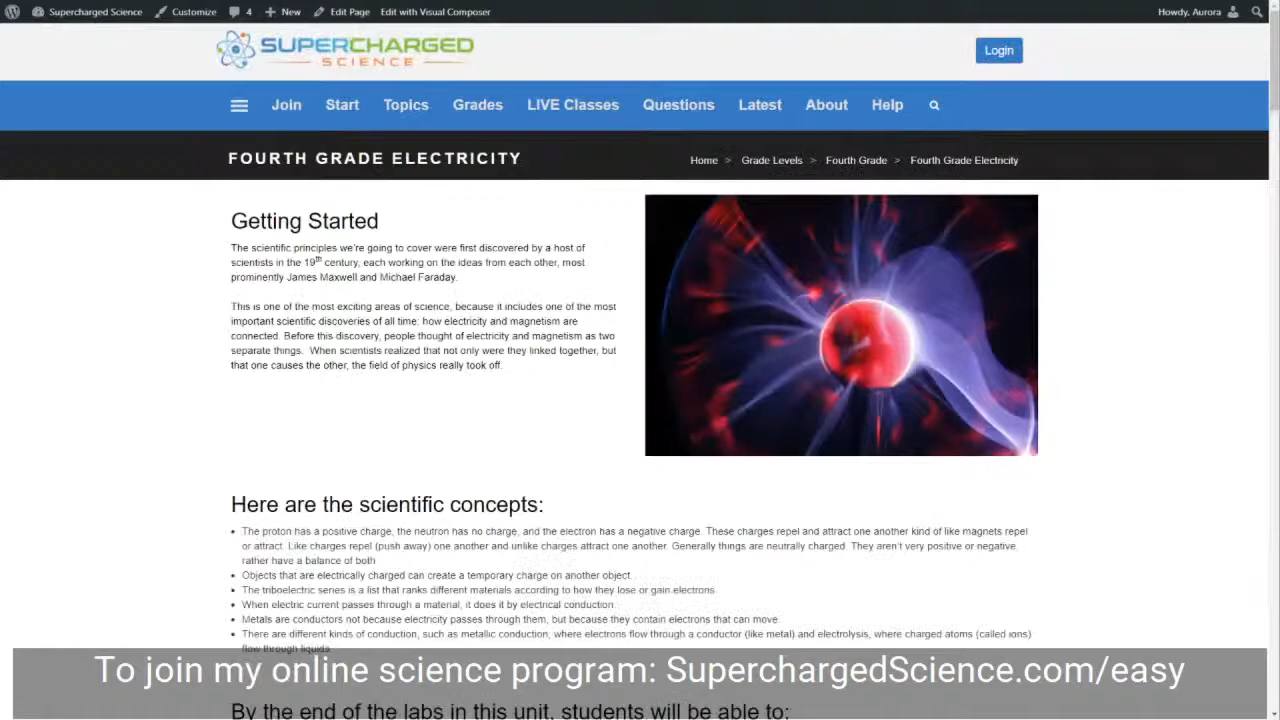 Supercharged Science Customize 4 New Edit Page Edit with Visual Composer Howdy, Aurora
SUPERCHARGED
SCIENCE
Login
Join Start Topics Grades LIVE Classes Questions Latest About Help
FOURTH GRADE ELECTRICITY
Home > Grade Levels > Fourth Grade > Fourth Grade Electricity
Getting Started
The scientific principles we're going to cover were first discovered by a host of
scientists in the 19th century, each working on the ideas from each other, most
prominently James Maxwell and Michael Faraday.
This is one of the most exciting areas of science, because it includes one of the most
important scientific discoveries of all time: how electricity and magnetism are
connected. Before this discovery, people thought of electricity and magnetism as two
separate things. When scientists realized that not only were they linked together, but
that one causes the other, the field of physics really took off.
Here are the scientific concepts:
• The proton has a positive charge, the neutron has no charge, and the electron has a negative charge. These charges repel and attract one another kind of like magnets repel
or attract. Like charges repel (push away) one another and unlike charges attract one another. Generally things are neutrally charged. They aren't very positive or negative,
rather have a balance of both
• Objects that are electrically charged can create a temporary charge on another object.
• The triboelectric series is a list that ranks different materials according to how they lose or gain electrons.
• When electric current passes through a material, it does it by electrical conduction.
• Metals are conductors not because electricity passes through them, but because they contain electrons that can move.
• There are different kinds of conduction, such as metallic conduction, where electrons flow through a conductor (like metal) and electrolysis, where charged atoms (called ions)
flow through liquids.
To join my online science program: SuperchargedScience.com/easy
By the end of the labs in this unit, students will be able to: